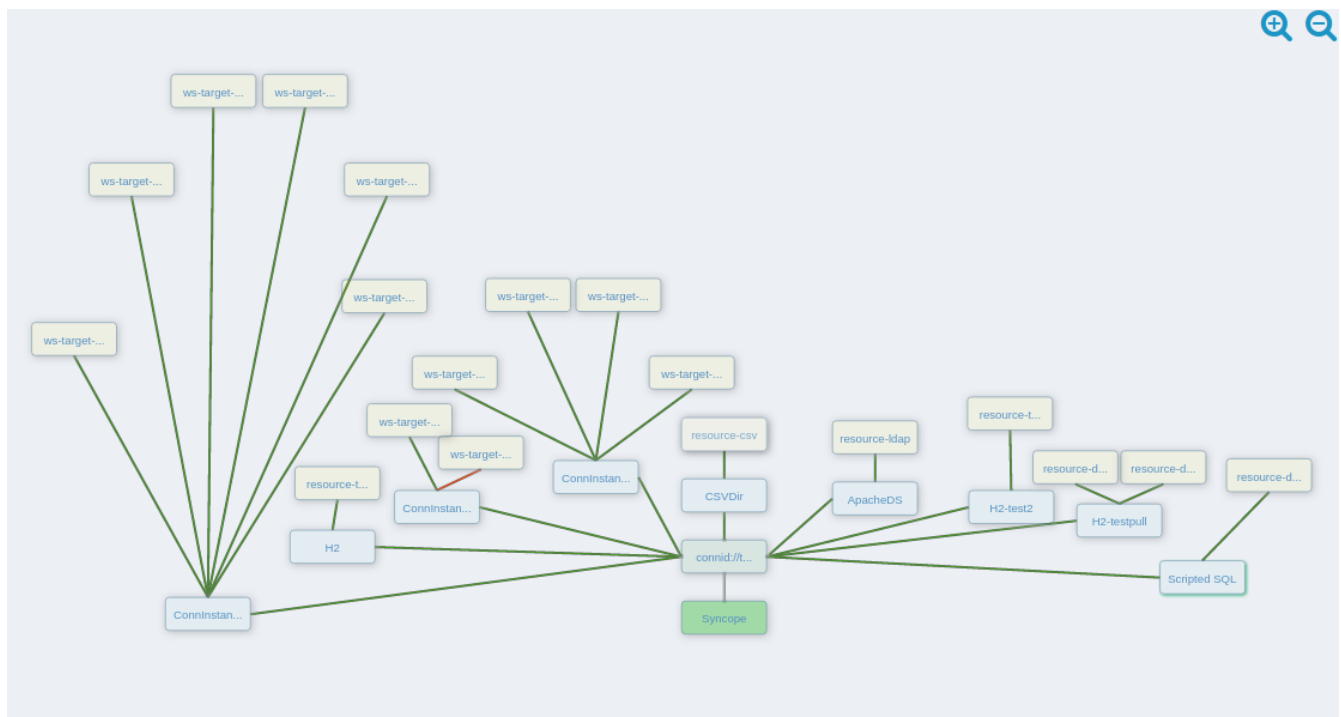 ws-target-...
ws-target-...
ws-target-...
ws-target-...
ws-target-...
ws-target-...
ws-target-...
ws-target-...
ws-target-...
ws-target-...
ws-target-...
resource-t...
ws-target-...
resource-csv
resource-ldap
ws-target-...
resource-d...
resource-d...
resource-d...
ConnInstan...
resource-t...
CSVDir
ApacheDS
ConnInstan...
H2-test2
H2-testpull
H2
connid://t...
Scripted SQL
ConnInstan...
Syncope